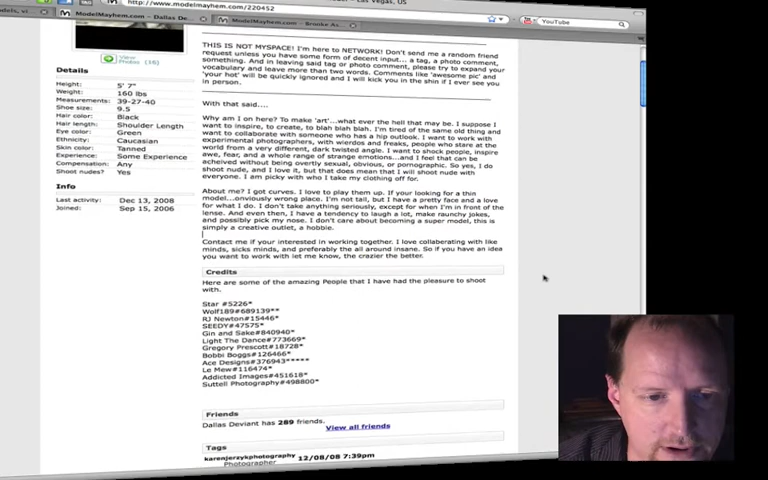 - Las Vegas, US
http://www.modelmayhem.com/220452
YouTube
ModelMayhem.com - Dallas De...
ModelMayhem.com - Brooke As...
View Photos (16)
Details
Height: 5' 7"
Weight: 160 lbs
Measurements: 39-27-40
Shoe size: 9.5
Hair color: Black
Hair length: Shoulder Length
Eye color: Green
Ethnicity: Caucasian
Skin color: Tanned
Experience: Some Experience
Compensation: Any
Shoot nudes? Yes
Info
Last activity: Dec 13, 2008
Joined: Sep 15, 2006
THIS IS NOT MYSPACE! I'm here to NETWORK! Don't send me a random friend
request unless you have some form of decent input... a tag, a photo comment,
something. And in leaving said tag or photo comment, please try to expand your
vocabulary and leave more than two words. Comments like 'awesome pic' and
'your hot' will be quickly ignored and I will kick you in the shin if I ever see you
in person.
With that said....
Why am I on here? To make 'art'...what ever the hell that may be. I suppose I
want to inspire, to create, to blah blah blah. I'm tired of the same old thing and
want to collaborate with someone who has a hip outlook. I want to work with
experimental photographers, with wierdos and freaks, people who stare at the
world from a very different, dark twisted angle. I want to shock people, inspire
awe, fear, and a whole range of strange emotions...and I feel that can be
acheived without being overtly sexual, obvious, or pornographic. So yes, I do
shoot nude, and I love it, but that does mean that I will shoot nude with
everyone. I am picky with who I take my clothing off for.
About me? I got curves. I love to play them up. If your looking for a thin
model...onviously wrong place. I'm not tall, but I have a pretty face and a love
for what I do. I don't take anything seriously, except for when I'm in front of the
lense. And even then, I have a tendency to laugh a lot, make raunchy jokes,
and possibly pick my nose. I don't care about becoming a super model, this is
simply a creative outlet, a hobbie.
Contact me if your interested in working together. I love collaberating with like
minds, sicks minds, and preferably the all around insane. So if you have an idea
you want to work with let me know, the crazier the better.
Credits
Here are some of the amazing People that I have had the pleasure to shoot
with.
Star #5226*
Wolf189#689139**
RJ Newton#15446*
SEEDY#47575*
Gin and Sake#840940*
Light The Dance#773669*
Gregory Prescott#18728*
Bobbi Boggs#126466*
Ace Designs#376943*****
Le Mew#116474*
Addicted Images#451618*
Suttell Photography#498800*
Friends
Dallas Deviant has 289 friends.
View all friends
Tags
karenjerzykphotography 12/08/08 7:39pm
Photographer